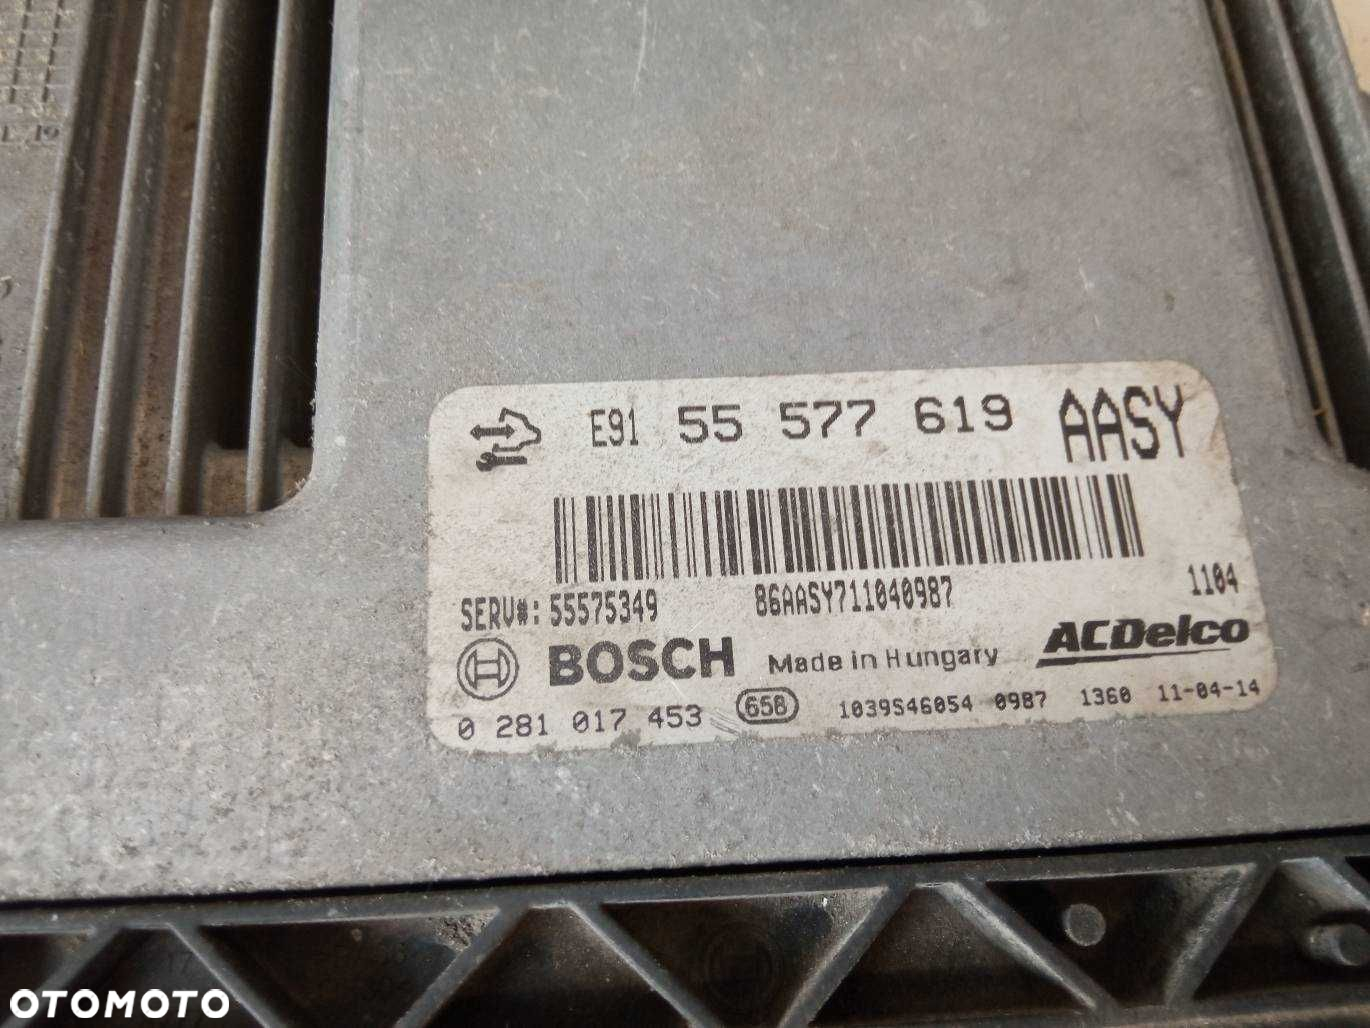 E91 55 577 619 AASY
SERV#: 55575349 86AASY711040987 1104
BOSCH Made in Hungary ACDelco
0 281 017 453 658 1039S46054 0987 1360 11-04-14
OTOMOTO